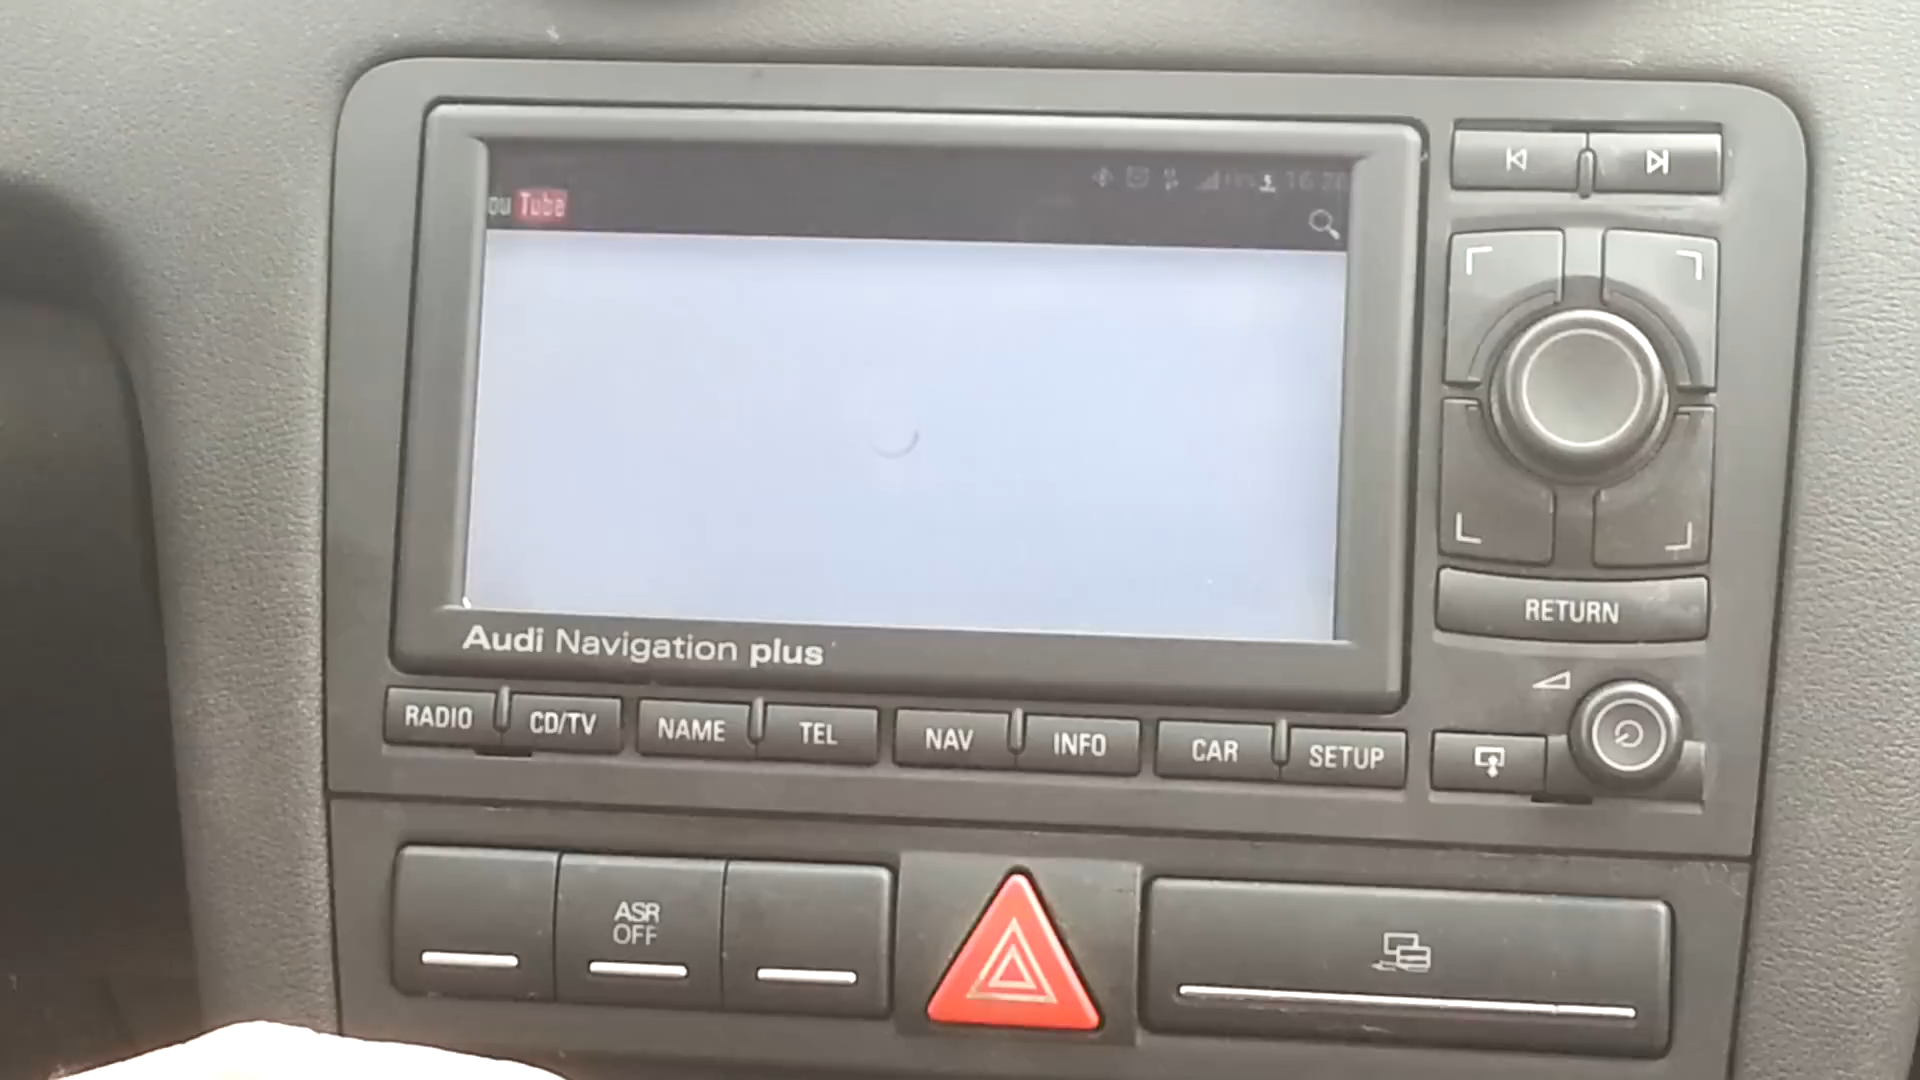 ou Tube
RETURN
Audi Navigation plus
RADIO CD/TV NAME TEL NAV INFO CAR SETUP
ASR
OFF